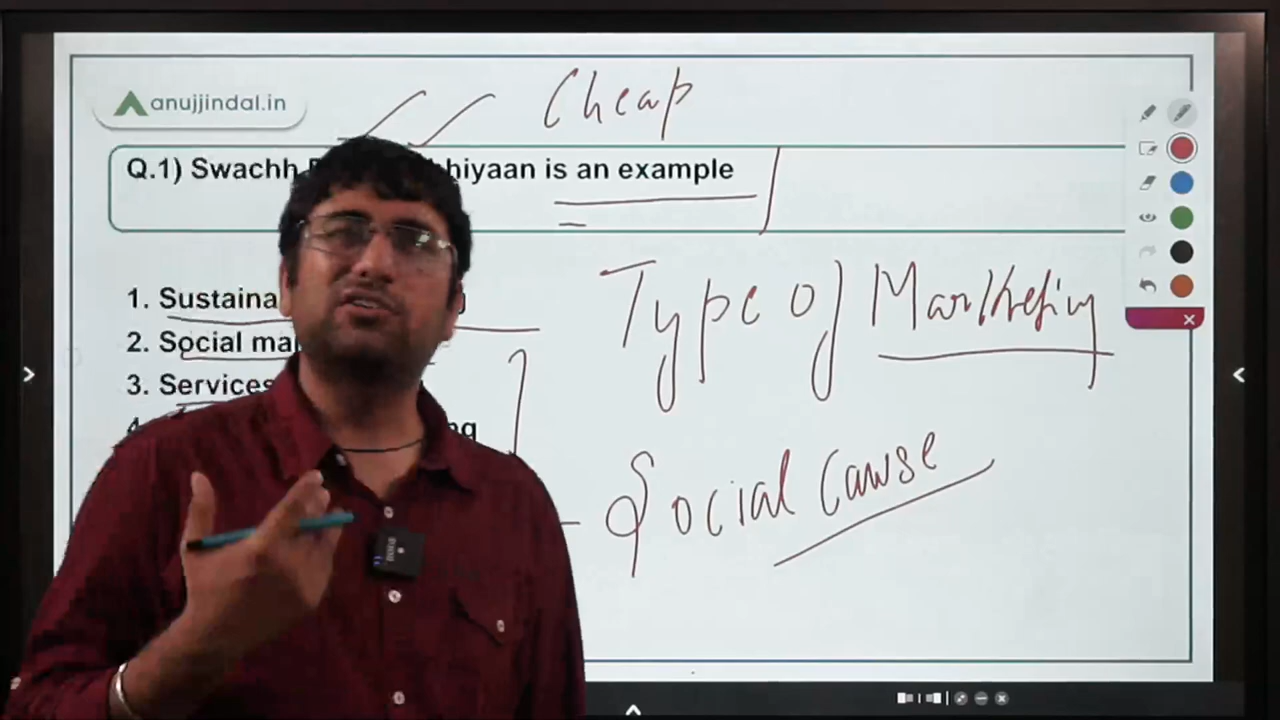 anujjindal.in
Cheap
Q.1) Swachh hiyaan is an example
Type of Marketing
1. Sustaina
2. Social ma
3. Services
4.
Social Cause